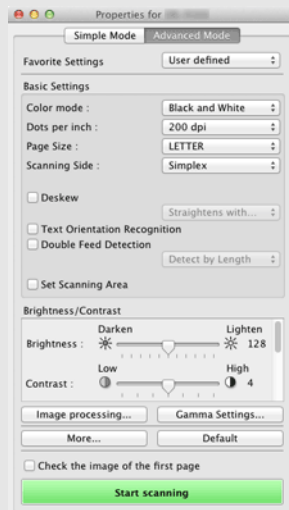 Properties for
Simple Mode Advanced Mode
Favorite Settings User defined
Basic Settings
Color mode : Black and White
Dots per inch : 200 dpi
Page Size : LETTER
Scanning Side : Simplex
Deskew
Straightens with...
Text Orientation Recognition
Double Feed Detection
Detect by Length
Set Scanning Area
Brightness/Contrast
Darken Lighten
Brightness : 128
Low High
Contrast : 4
Image processing... Gamma Settings...
More... Default
Check the image of the first page
Start scanning